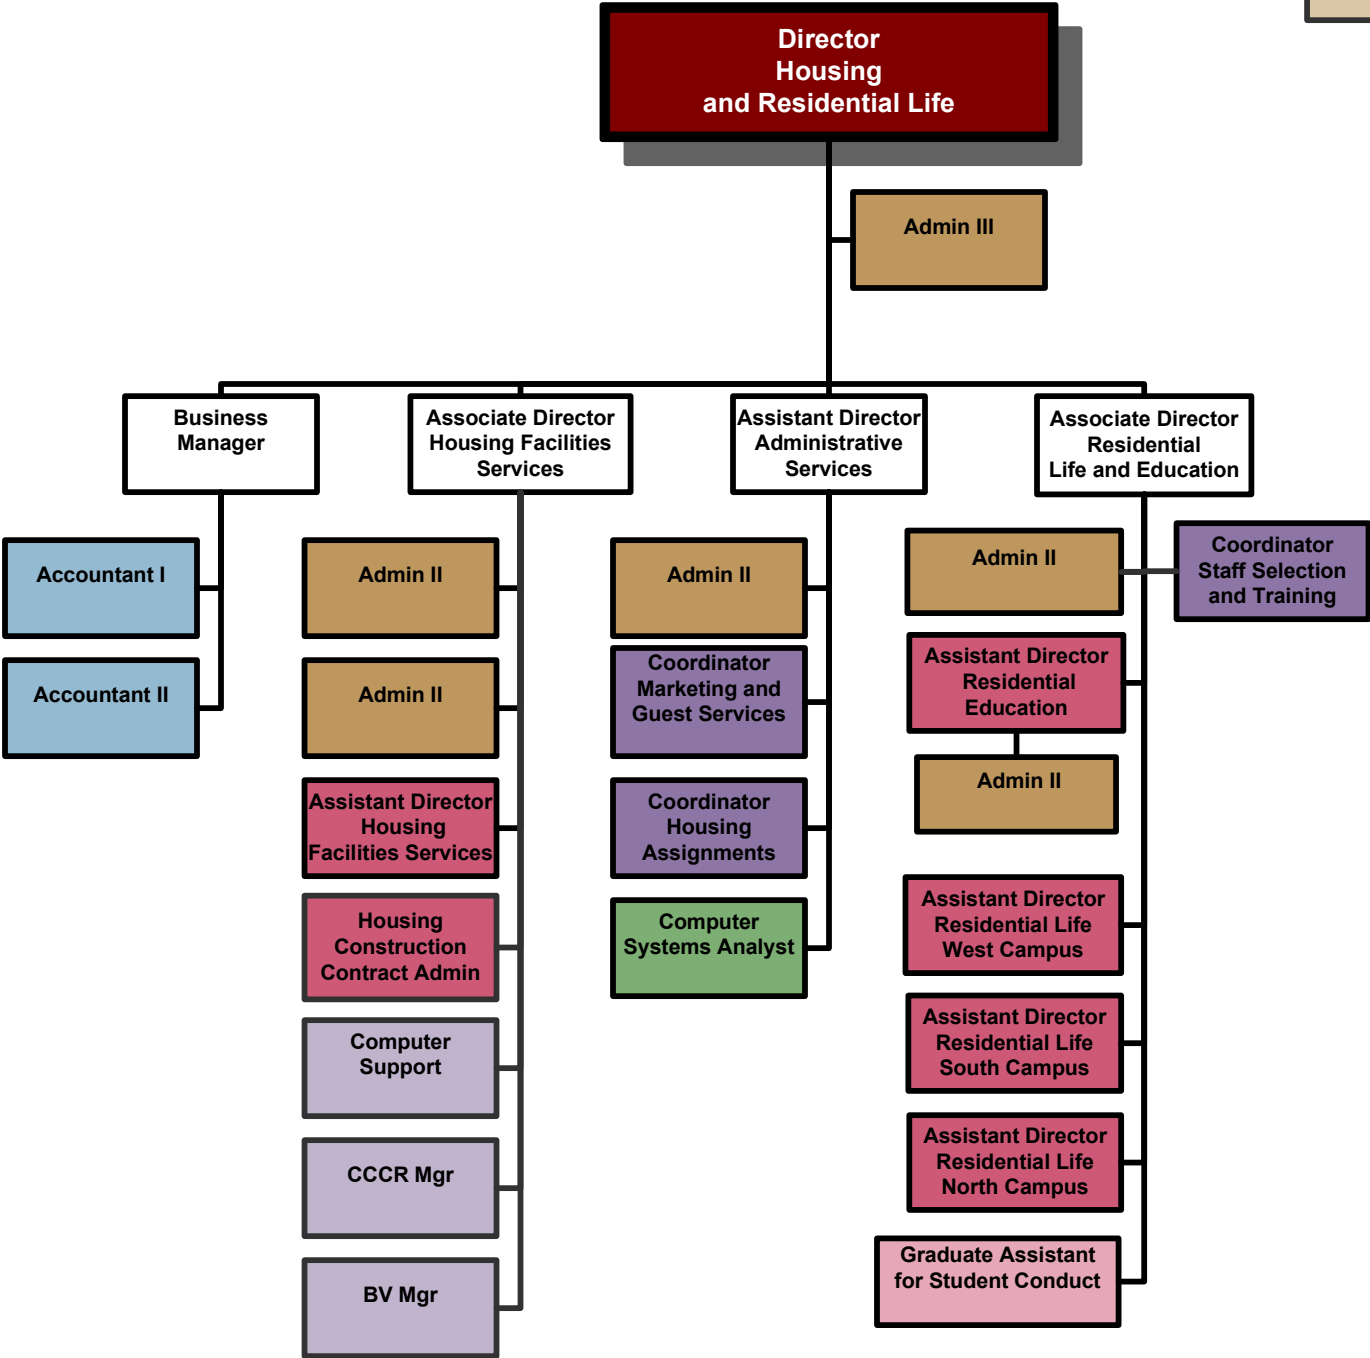 Director
Housing
and Residential Life
Admin III
Business
Manager
Associate Director
Housing Facilities
Services
Assistant Director
Administrative
Services
Associate Director
Residential
Life and Education
Accountant I
Accountant II
Admin II
Admin II
Assistant Director
Housing
Facilities Services
Housing
Construction
Contract Admin
Computer
Support
CCCR Mgr
BV Mgr
Admin II
Coordinator
Marketing and
Guest Services
Coordinator
Housing
Assignments
Computer
Systems Analyst
Admin II
Coordinator
Staff Selection
and Training
Assistant Director
Residential
Education
Admin II
Assistant Director
Residential Life
West Campus
Assistant Director
Residential Life
South Campus
Assistant Director
Residential Life
North Campus
Graduate Assistant
for Student Conduct